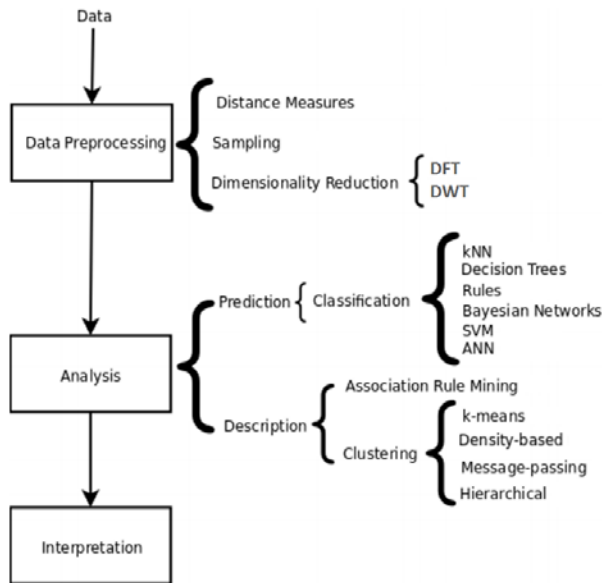 Data
Data Preprocessing
Distance Measures
Sampling
Dimensionality Reduction
DFT
DWT
Analysis
Prediction
Classification
kNN
Decision Trees
Rules
Bayesian Networks
SVM
ANN
Description
Association Rule Mining
Clustering
k-means
Density-based
Message-passing
Hierarchical
Interpretation